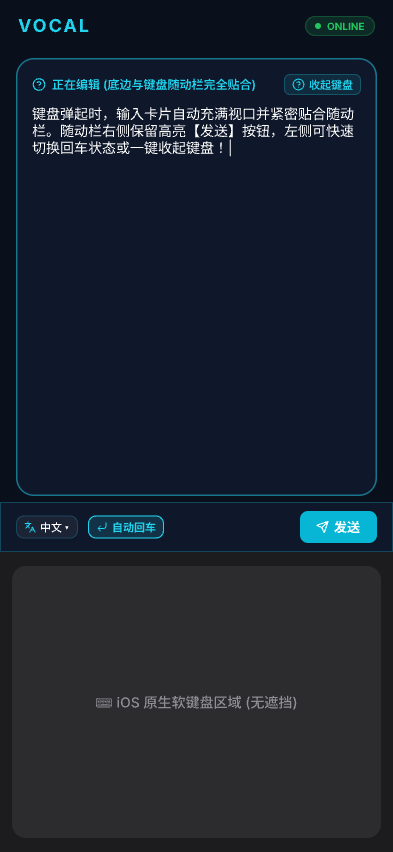 VOCAL
ONLINE
正在编辑 (底边与键盘随动栏完全贴合)
收起键盘
键盘弹起时，输入卡片自动充满视口并紧密贴合随动
栏。随动栏右侧保留高亮【发送】按钮，左侧可快速
切换回车状态或一键收起键盘！
中文
自动回车
发送
iOS 原生软键盘区域 (无遮挡)